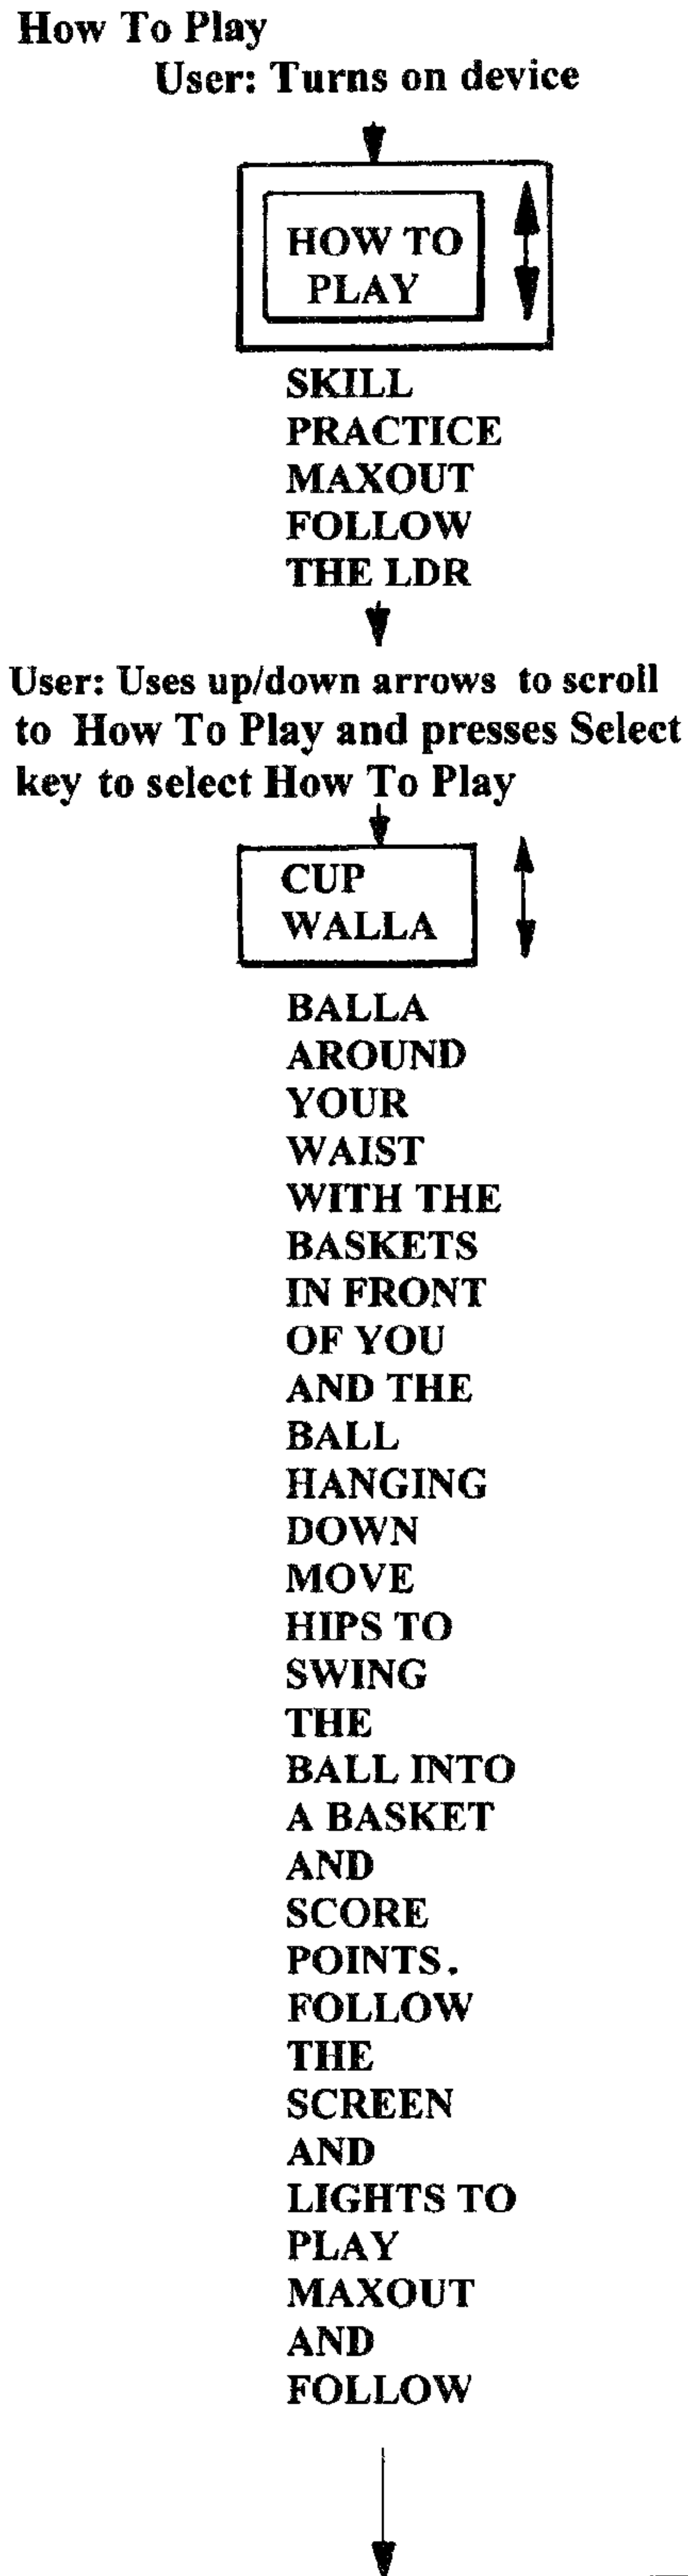 How To Play
User: Turns on device
HOW TO
PLAY
SKILL
PRACTICE
MAXOUT
FOLLOW
THE LDR
User: Uses up/down arrows to scroll
to How To Play and presses Select
key to select How To Play
CUP
WALLA
BALLA
AROUND
YOUR
WAIST
WITH THE
BASKETS
IN FRONT
OF YOU
AND THE
BALL
HANGING
DOWN
MOVE
HIPS TO
SWING
THE
BALL INTO
A BASKET
AND
SCORE
POINTS.
FOLLOW
THE
SCREEN
AND
LIGHTS TO
PLAY
MAXOUT
AND
FOLLOW